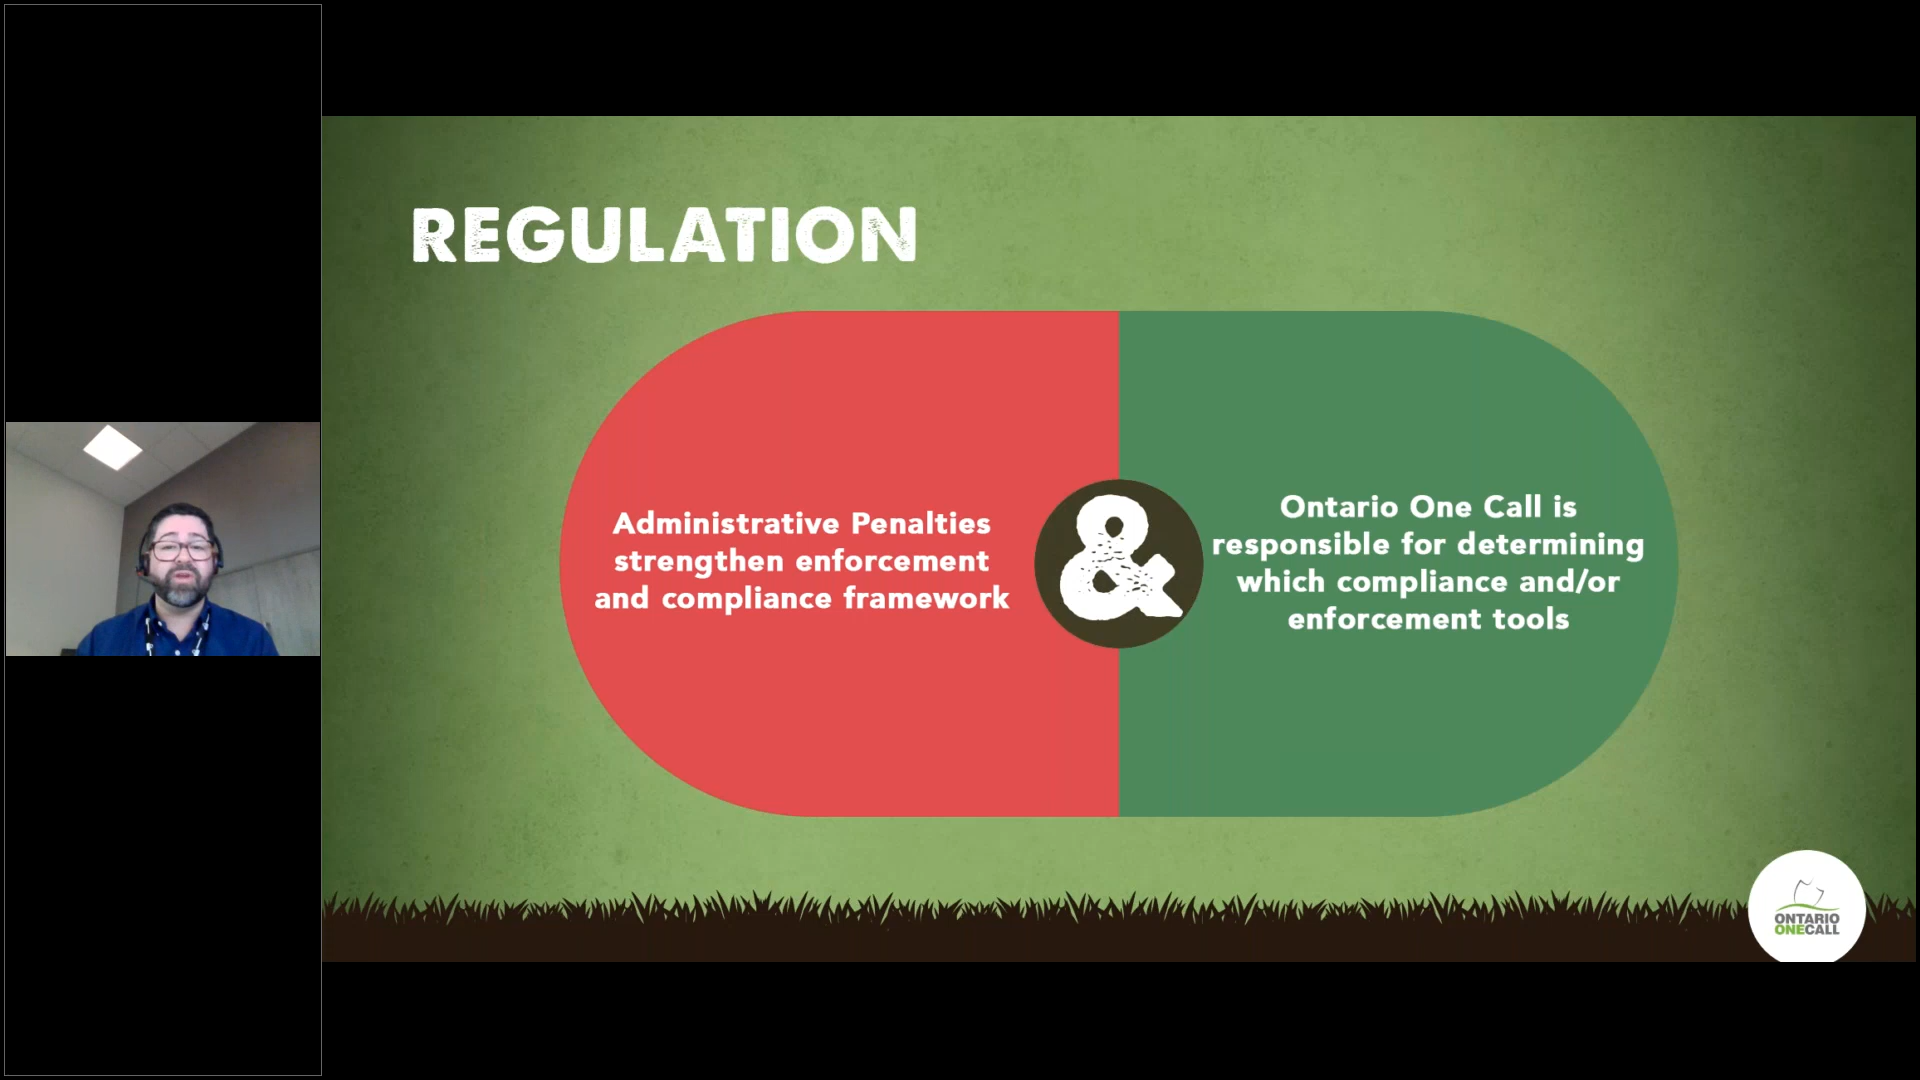 REGULATION
Administrative Penalties
strengthen enforcement
and compliance framework
&
Ontario One Call is
responsible for determining
which compliance and/or
enforcement tools
ONTARIO
ONECALL